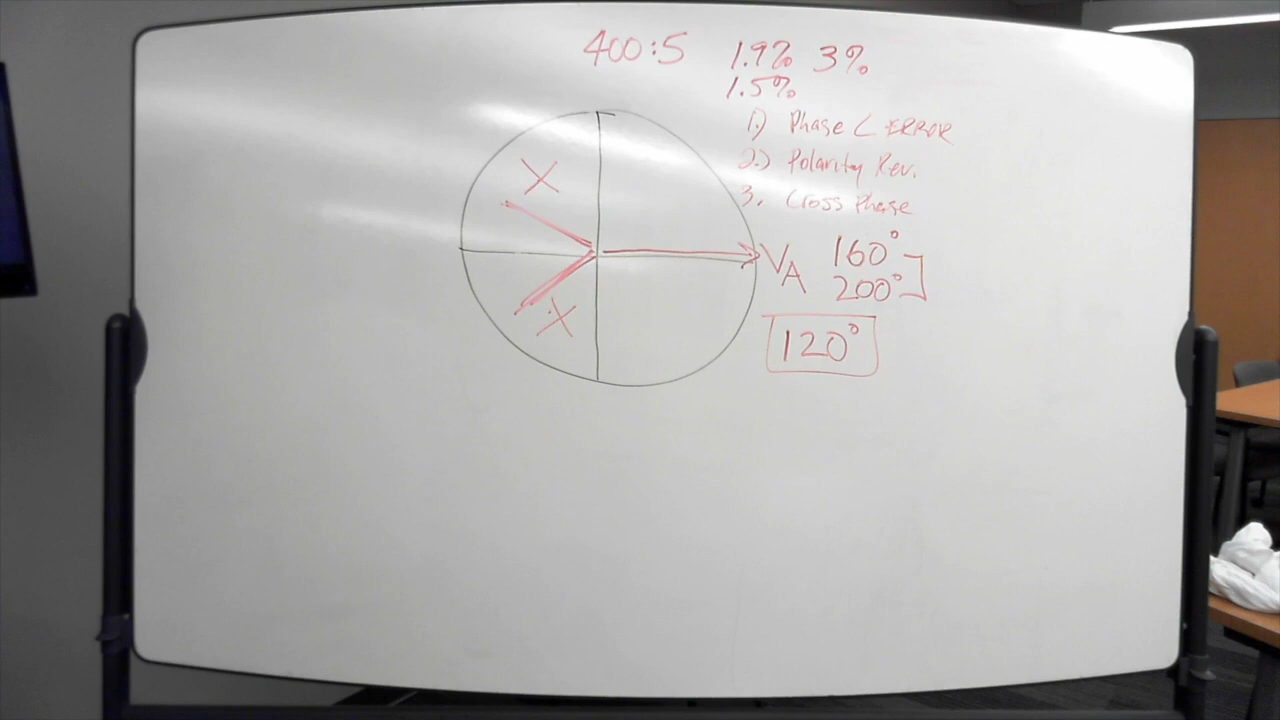 400:5 1.9% 3%
1.5%
1.) Phase ∠ ERROR
2.) Polarity Rev.
3. Cross Phase
X
X
VA 160°
200°
120°